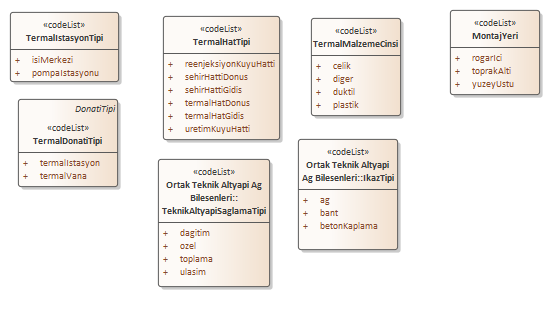 «codeList»
TermalIstasyonTipi
+ isiMerkezi
+ pompaIstasyonu
«codeList»
TermalHatTipi
+ reenjeksiyonKuyuHatti
+ sehirHattiDonus
+ sehirHattiGidis
+ termalHatDonus
+ termalHatGidis
+ uretimKuyuHatti
«codeList»
TermalMalzemeCinsi
+ celik
+ diger
+ duktil
+ plastik
«codeList»
MontajYeri
+ rogarIci
+ toprakAlti
+ yuzeyUstu
DonatiTipi
«codeList»
TermalDonatiTipi
+ termalIstasyon
+ termalVana
«codeList»
Ortak Teknik Altyapi Ag
Bilesenleri::
TeknikAltyapiSaglamaTipi
+ dagitim
+ ozel
+ toplama
+ ulasim
«codeList»
Ortak Teknik Altyapi
Ag Bilesenleri::IkazTipi
+ ag
+ bant
+ betonKaplama